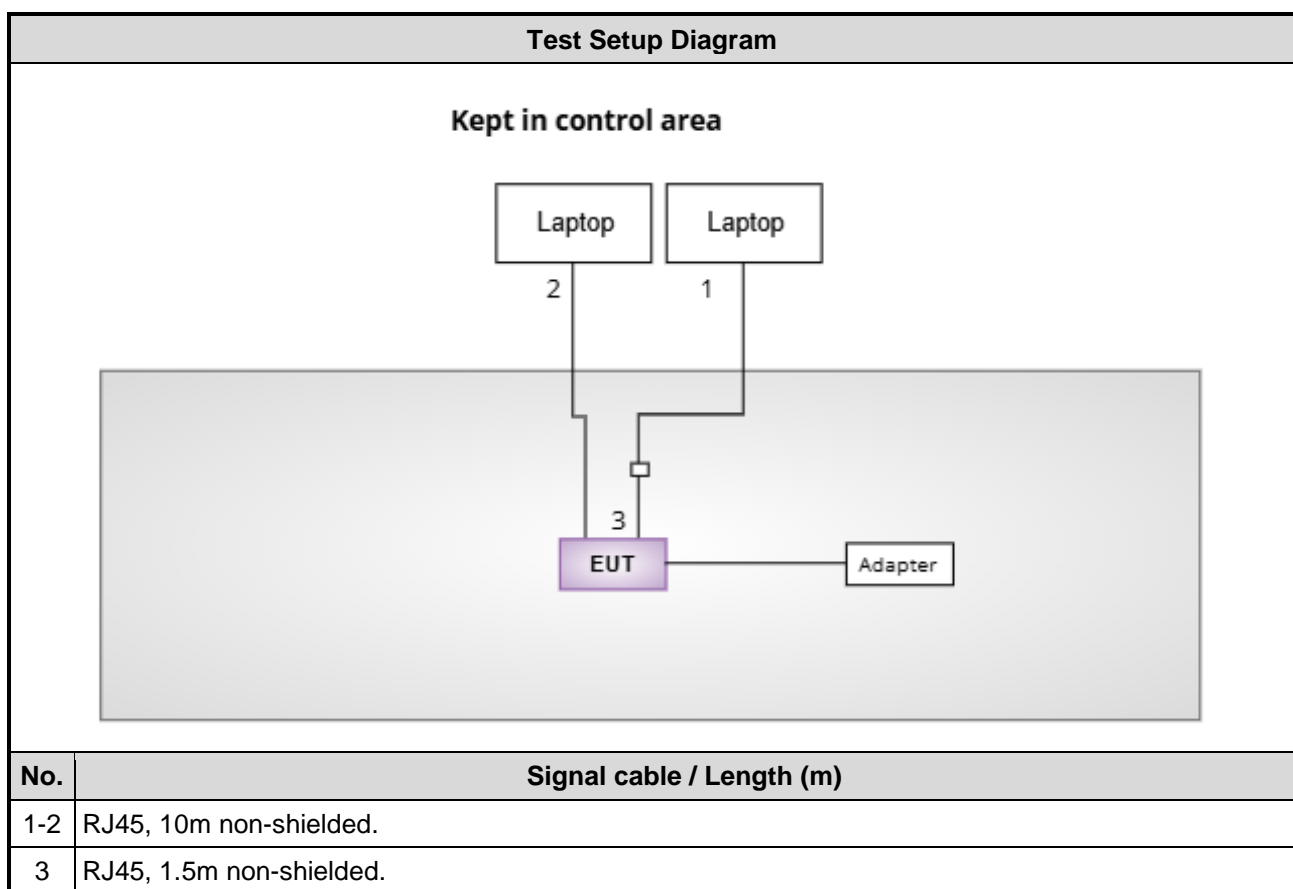 Test Setup Diagram
Kept in control area
Laptop
Laptop
2
1
3
EUT
Adapter
No. Signal cable / Length (m)
1-2 RJ45, 10m non-shielded.
3 RJ45, 1.5m non-shielded.